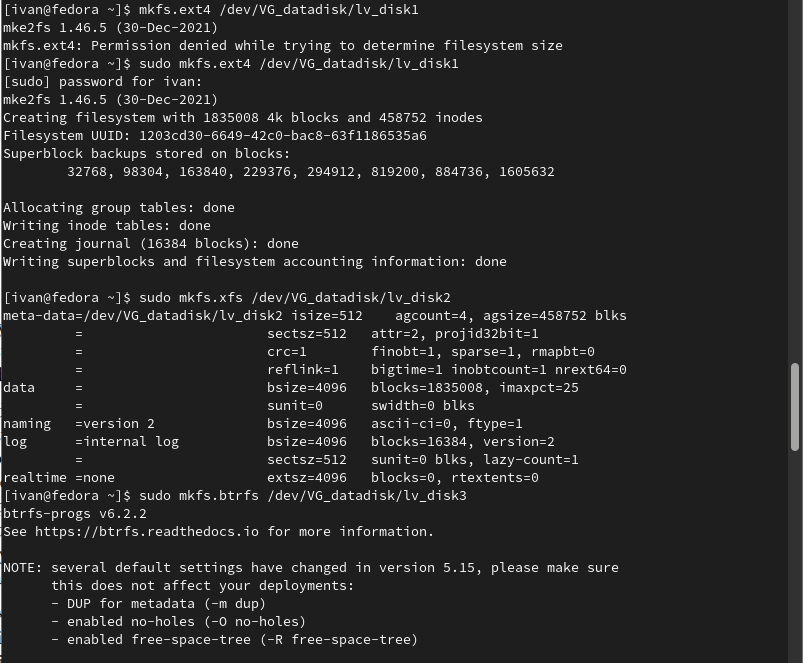 [ivan@fedora ~]$ mkfs.ext4 /dev/VG_datadisk/lv_disk1
mke2fs 1.46.5 (30-Dec-2021)
mkfs.ext4: Permission denied while trying to determine filesystem size
[ivan@fedora ~]$ sudo mkfs.ext4 /dev/VG_datadisk/lv_disk1
[sudo] password for ivan:
mke2fs 1.46.5 (30-Dec-2021)
Creating filesystem with 1835008 4k blocks and 458752 inodes
Filesystem UUID: 1203cd30-6649-42c0-bac8-63f1186535a6
Superblock backups stored on blocks:
        32768, 98304, 163840, 229376, 294912, 819200, 884736, 1605632

Allocating group tables: done
Writing inode tables: done
Creating journal (16384 blocks): done
Writing superblocks and filesystem accounting information: done

[ivan@fedora ~]$ sudo mkfs.xfs /dev/VG_datadisk/lv_disk2
meta-data=/dev/VG_datadisk/lv_disk2 isize=512    agcount=4, agsize=458752 blks
         =                       sectsz=512   attr=2, projid32bit=1
         =                       crc=1        finobt=1, sparse=1, rmapbt=0
         =                       reflink=1    bigtime=1 inobtcount=1 nrext64=0
data     =                       bsize=4096   blocks=1835008, imaxpct=25
         =                       sunit=0      swidth=0 blks
naming   =version 2              bsize=4096   ascii-ci=0, ftype=1
log      =internal log           bsize=4096   blocks=16384, version=2
         =                       sectsz=512   sunit=0 blks, lazy-count=1
realtime =none                   extsz=4096   blocks=0, rtextents=0
[ivan@fedora ~]$ sudo mkfs.btrfs /dev/VG_datadisk/lv_disk3
btrfs-progs v6.2.2
See https://btrfs.readthedocs.io for more information.

NOTE: several default settings have changed in version 5.15, please make sure
      this does not affect your deployments:
      - DUP for metadata (-m dup)
      - enabled no-holes (-O no-holes)
      - enabled free-space-tree (-R free-space-tree)